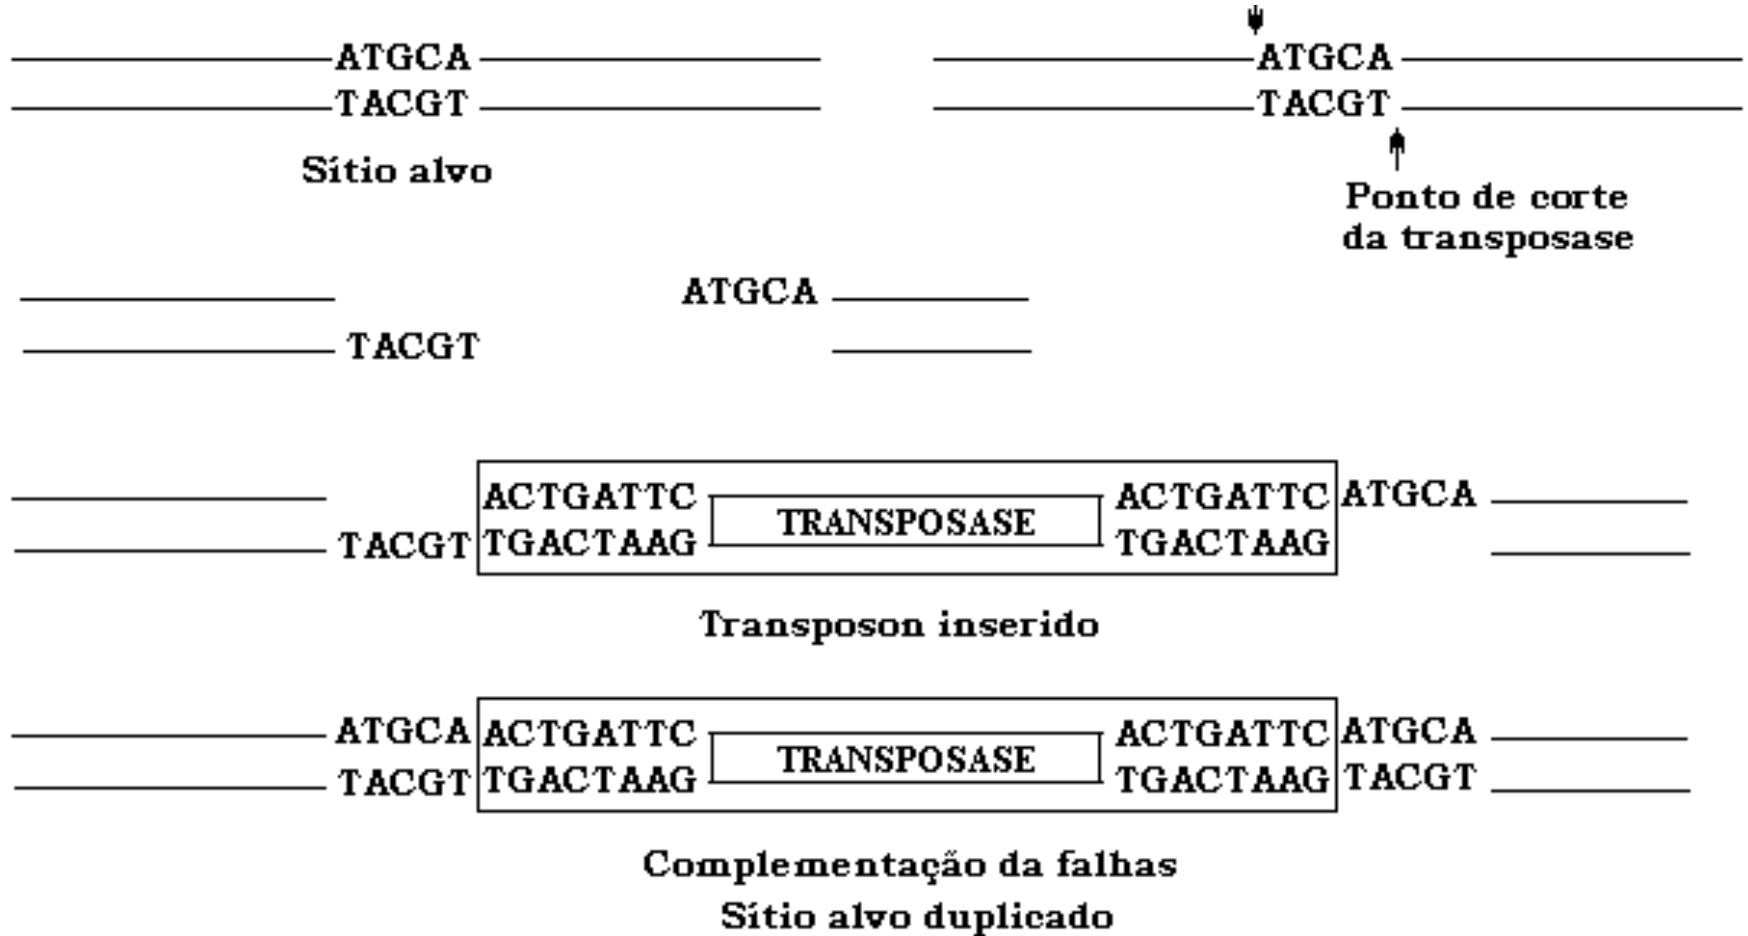 ATGCA ATGCA
TACGT TACGT
Sítio alvo
Ponto de corte
da transposase
ATGCA
TACGT
ACTGATTC ACTGATTC ATGCA
TRANSPOSASE
TACGT TGACTAAG TGACTAAG
Transposon inserido
ATGCA ACTGATTC ACTGATTC ATGCA
TRANSPOSASE
TACGT TGACTAAG TGACTAAG TACGT
Complementação da falhas
Sítio alvo duplicado